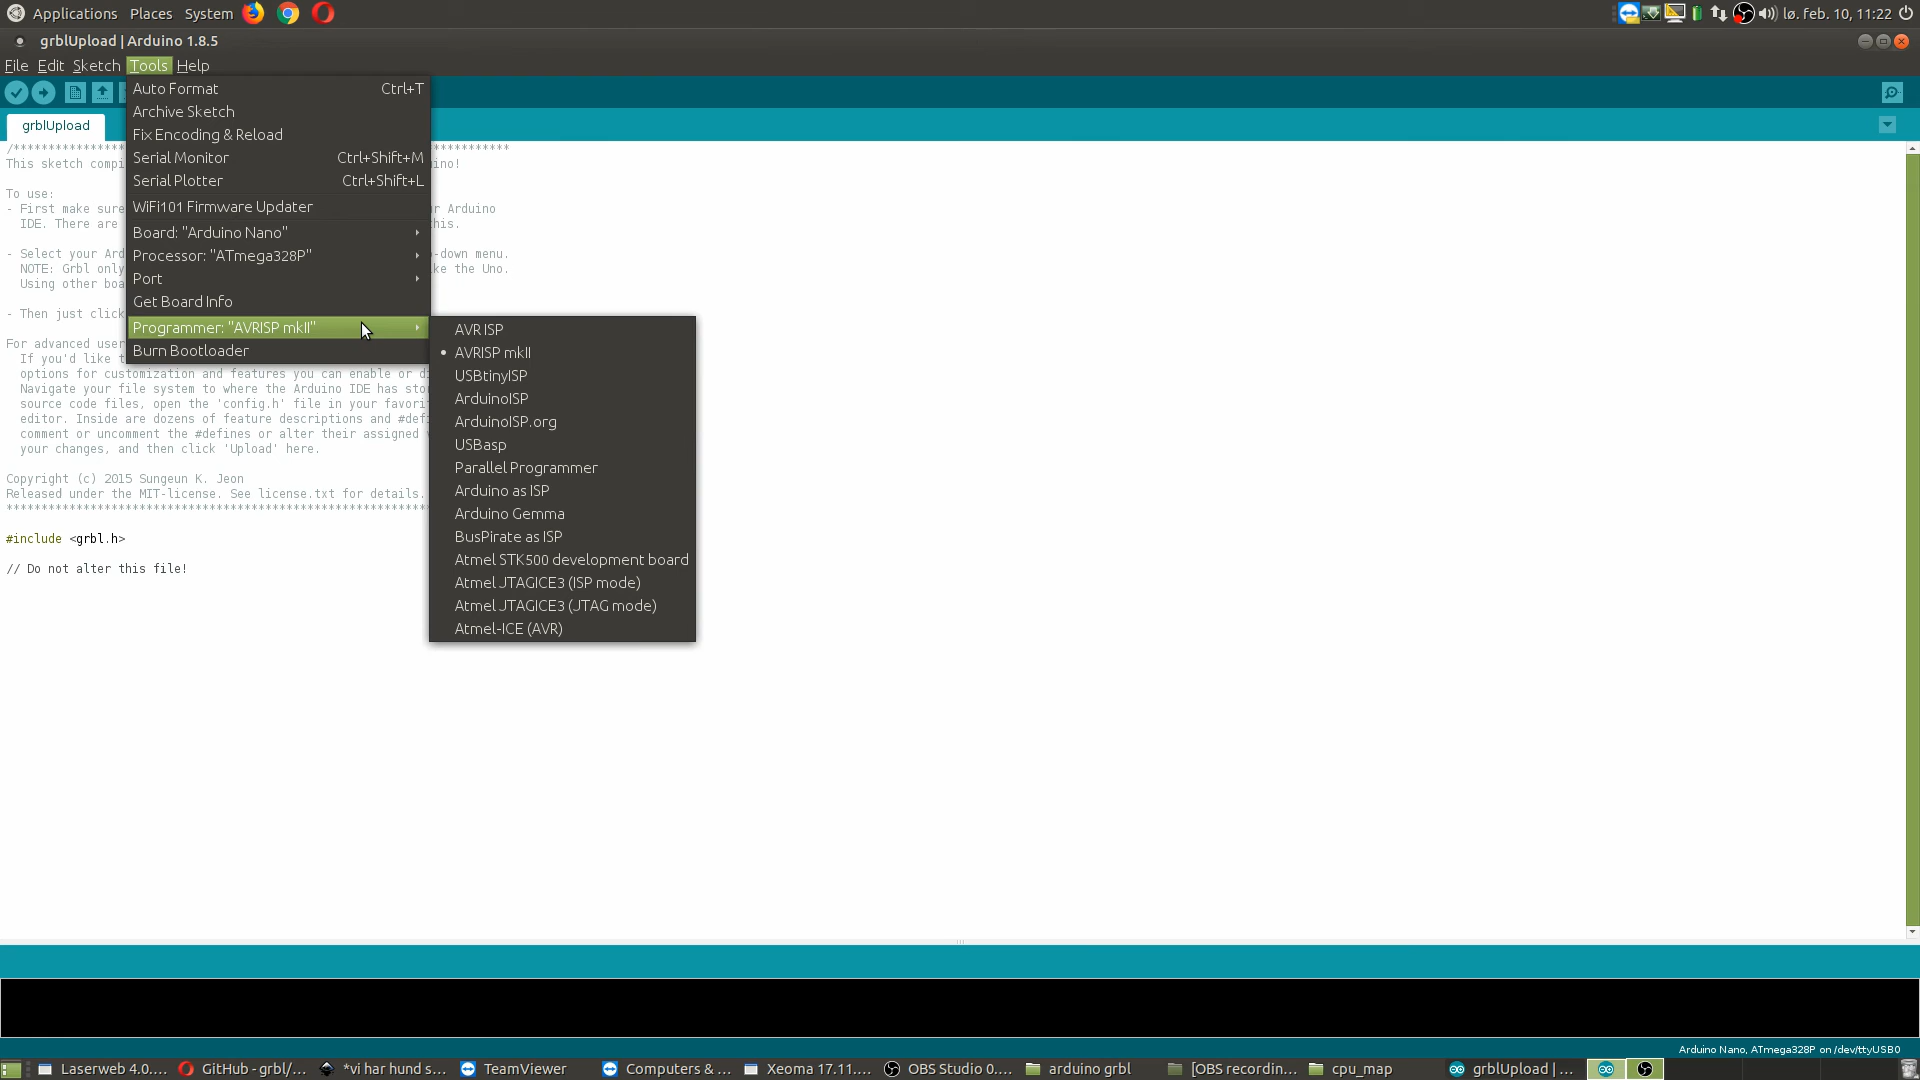 Applications Places System
lø. feb. 10, 11:22
grblUpload | Arduino 1.8.5
File Edit Sketch Tools Help
grblUpload
Auto Format Ctrl+T
Archive Sketch
Fix Encoding & Reload
Serial Monitor Ctrl+Shift+M
Serial Plotter Ctrl+Shift+L
WiFi101 Firmware Updater
Board: "Arduino Nano"
Processor: "ATmega328P"
Port
Get Board Info
Programmer: "AVRISP mkII"
Burn Bootloader
AVR ISP
• AVRISP mkII
USBtinyISP
ArduinoISP
ArduinoISP.org
USBasp
Parallel Programmer
Arduino as ISP
Arduino Gemma
BusPirate as ISP
Atmel STK500 development board
Atmel JTAGICE3 (ISP mode)
Atmel JTAGICE3 (JTAG mode)
Atmel-ICE (AVR)
This sketch compi ino!
To use:
- First make sure r Arduino
IDE. There are his.
- Select your Ard -down menu.
NOTE: Grbl only ke the Uno.
Using other boa
- Then just click
For advanced user
If you'd like t
options for customization and features you can enable or di
Navigate your file system to where the Arduino IDE has sto
source code files, open the 'config.h' file in your favori
editor. Inside are dozens of feature descriptions and #defi
comment or uncomment the #defines or alter their assigned v
your changes, and then click 'Upload' here.
Copyright (c) 2015 Sungeun K. Jeon
Released under the MIT-license. See license.txt for details.
#include <grbl.h>
// Do not alter this file!
Arduino Nano, ATmega328P on /dev/ttyUSB0
Laserweb 4.0.... GitHub - grbl/... *vi har hund s... TeamViewer Computers & ... Xeoma 17.11.... OBS Studio 0.... arduino grbl [OBS recordin... cpu_map grblUpload | ...